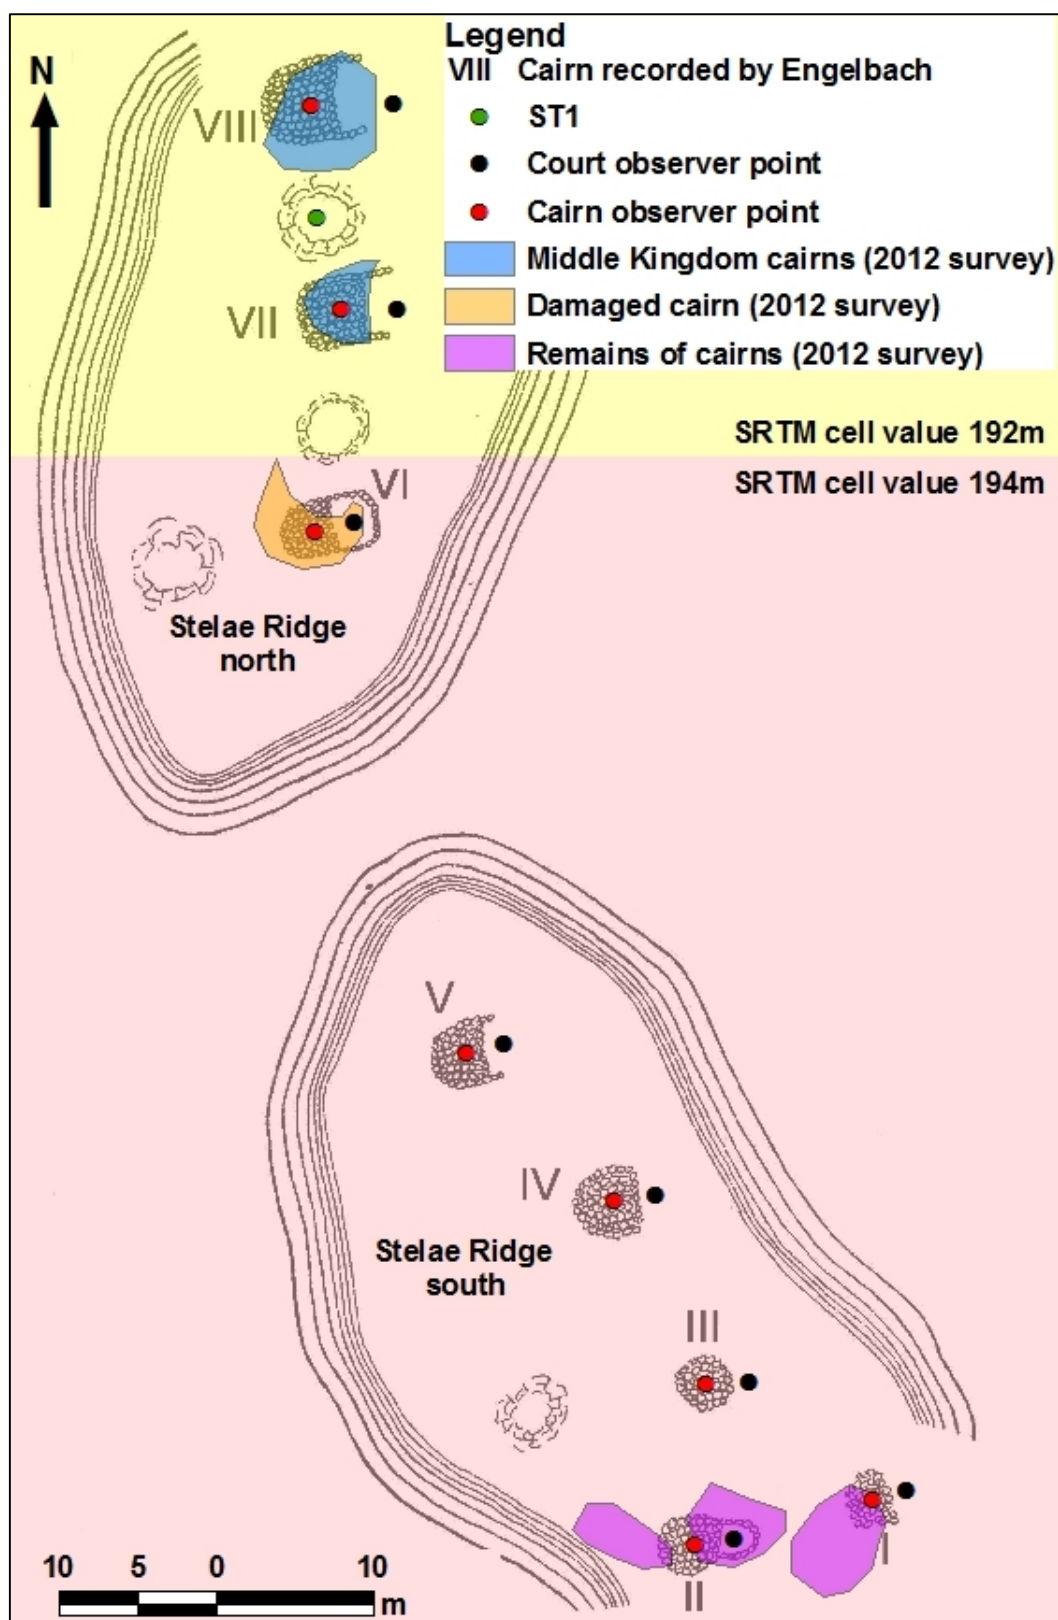 N
Legend
VIII Cairn recorded by Engelbach
ST1
Court observer point
Cairn observer point
Middle Kingdom cairns (2012 survey)
Damaged cairn (2012 survey)
Remains of cairns (2012 survey)
VIII
VII
SRTM cell value 192m
SRTM cell value 194m
VI
Stelae Ridge
north
V
IV
Stelae Ridge
south
III
I
II
10 5 0 10
m